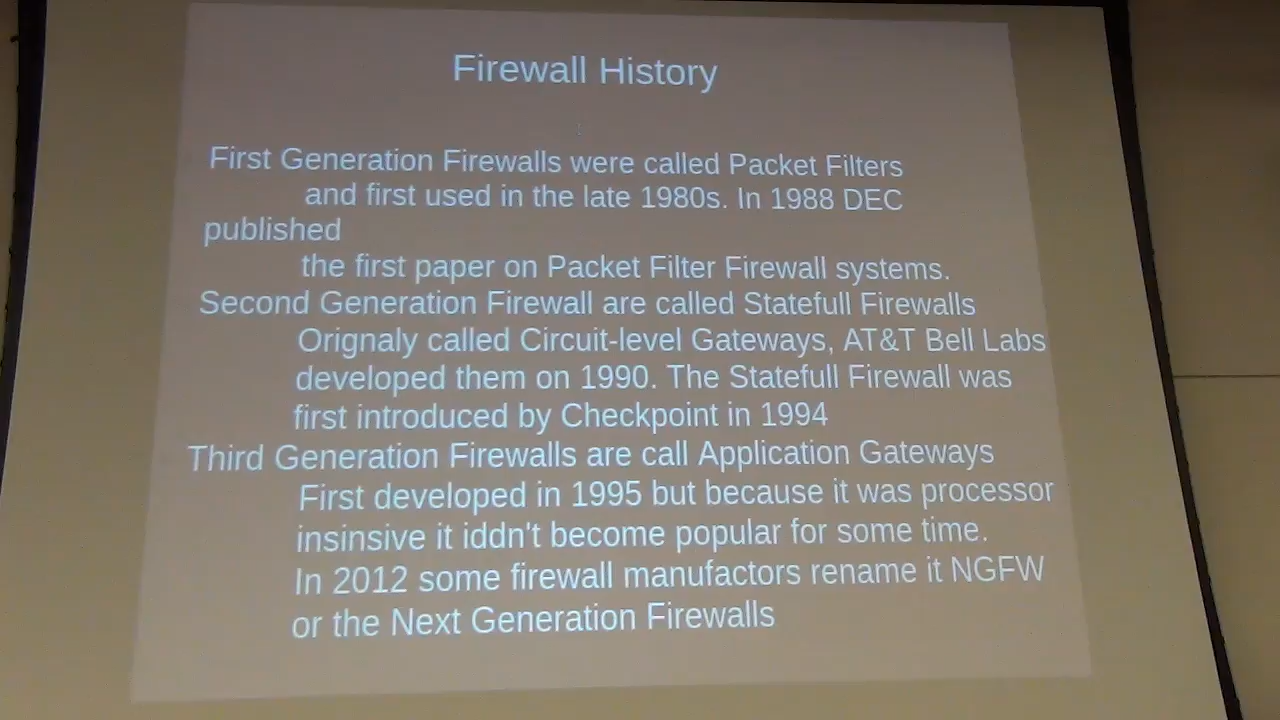 Firewall History
First Generation Firewalls were called Packet Filters
and first used in the late 1980s. In 1988 DEC
published
the first paper on Packet Filter Firewall systems.
Second Generation Firewall are called Statefull Firewalls
Orignaly called Circuit-level Gateways, AT&T Bell Labs
developed them on 1990. The Statefull Firewall was
first introduced by Checkpoint in 1994
Third Generation Firewalls are call Application Gateways
First developed in 1995 but because it was processor
insinsive it iddn't become popular for some time.
In 2012 some firewall manufactors rename it NGFW
or the Next Generation Firewalls